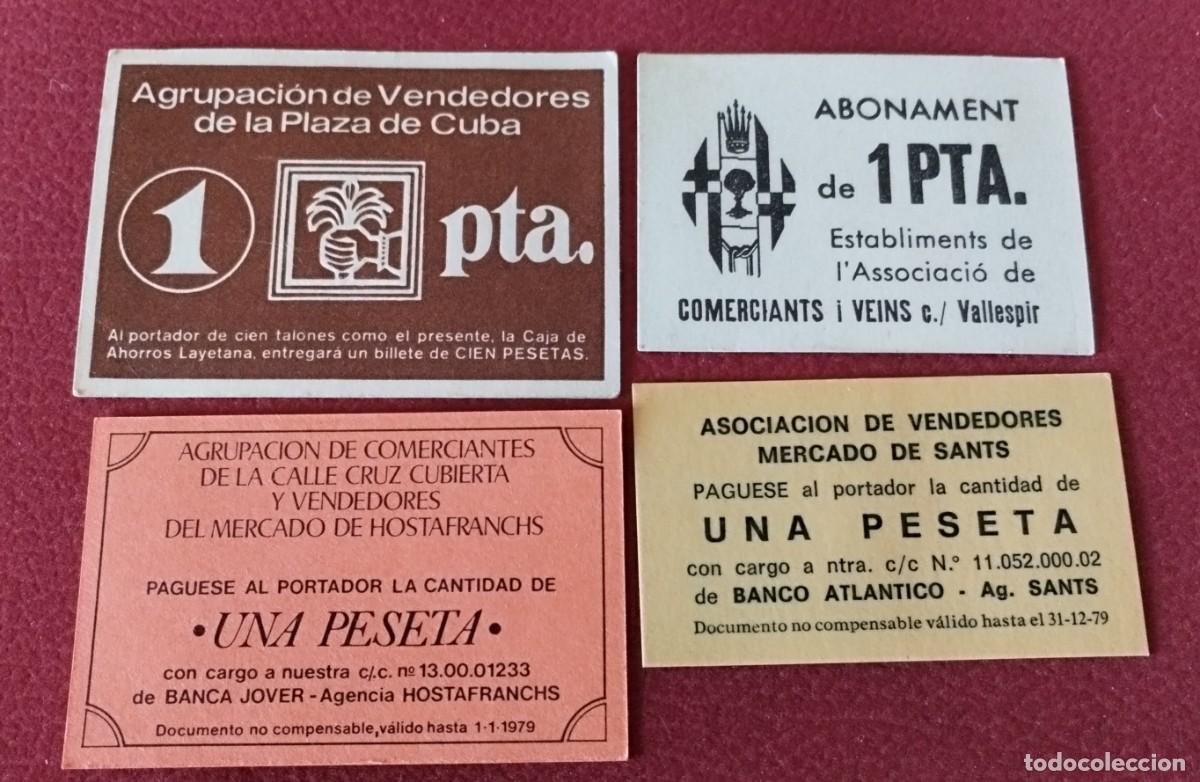 Agrupación de Vendedores
de la Plaza de Cuba
1 pta.
Al portador de cien talones como el presente, la Caja de
Ahorros Layetana, entregará un billete de CIEN PESETAS.
ABONAMENT
de 1 PTA.
Establiments de
l'Associació de
COMERCIANTS i VEINS c./ Vallespir
AGRUPACION DE COMERCIANTES
DE LA CALLE CRUZ CUBIERTA
Y VENDEDORES
DEL MERCADO DE HOSTAFRANCHS
PAGUESE AL PORTADOR LA CANTIDAD DE
• UNA PESETA •
con cargo a nuestra c/.c. nº 13.00.01233
de BANCA JOVER - Agencia HOSTAFRANCHS
Documento no compensable, válido hasta 1-1-1979
ASOCIACION DE VENDEDORES
MERCADO DE SANTS
PAGUESE al portador la cantidad de
UNA PESETA
con cargo a ntra. c/c N.° 11.052.000.02
de BANCO ATLANTICO - Ag. SANTS
Documento no compensable válido hasta el 31-12-79
todocoleccion